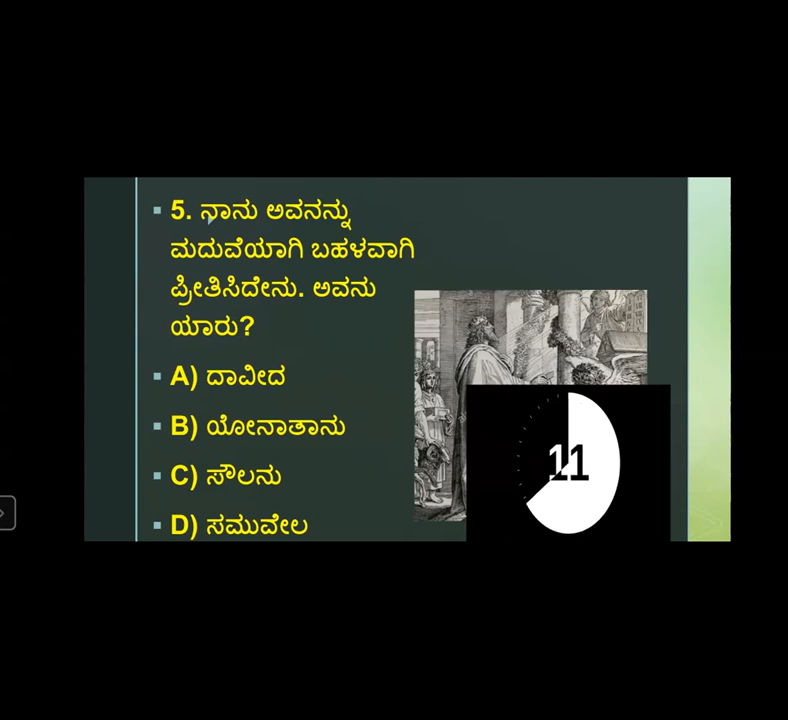 5. ನಾನು ಅವನನ್ನು
ಮದುವೆಯಾಗಿ ಬಹಳವಾಗಿ
ಪ್ರೀತಿಸಿದೇನು. ಅವನು
ಯಾರು?
A) ದಾವೀದ
B) ಯೋನಾತಾನು
C) ಸೌಲನು
D) ಸಮುವೇಲ
11